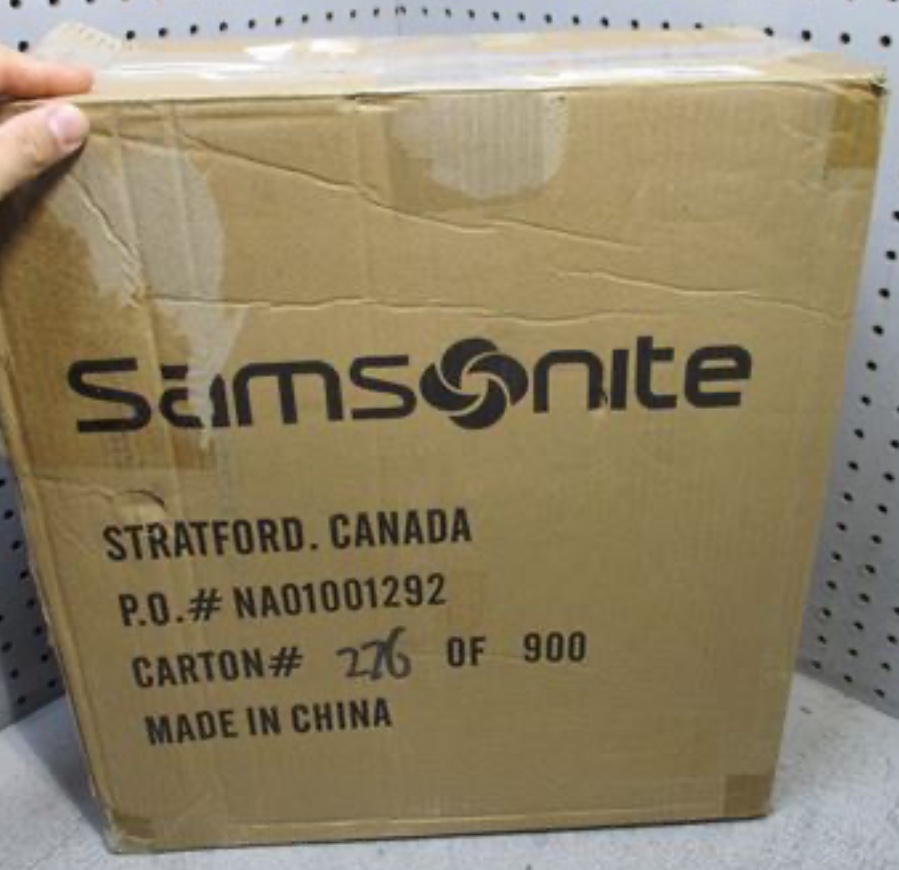 Samsonite
STRATFORD. CANADA
P.O.# NA01001292
CARTON# 276 OF 900
MADE IN CHINA